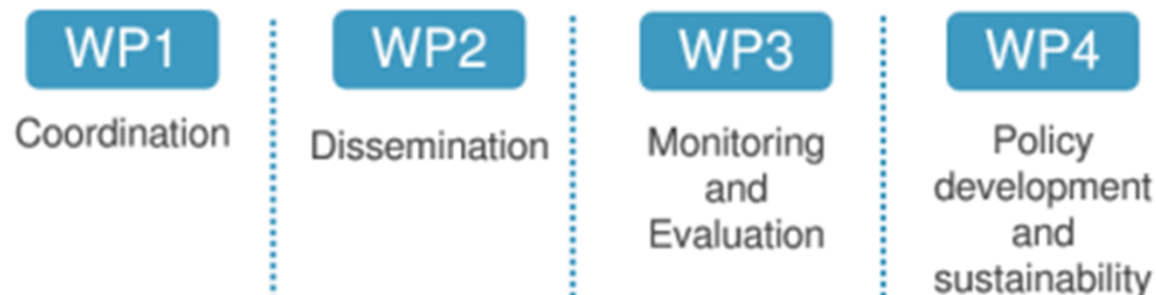 WP1
Coordination
WP2
Dissemination
WP3
Monitoring
and
Evaluation
WP4
Policy
development
and
sustainability